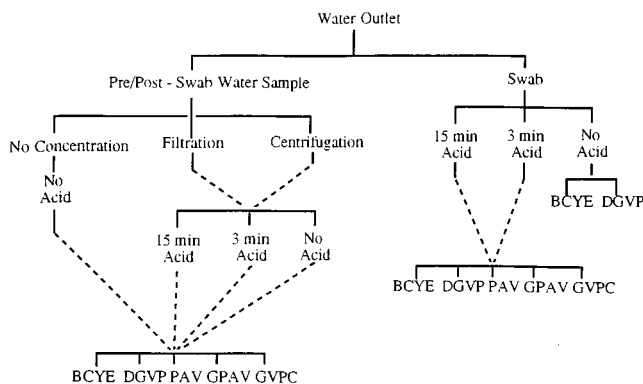 Water Outlet
Pre/Post - Swab Water Sample
Swab
No Concentration
Filtration
Centrifugation
15 min
Acid
3 min
Acid
No
Acid
No
Acid
BCYE DGVP
15 min
Acid
3 min
Acid
No
Acid
BCYE DGVP PAV GPAV GVPC
BCYE DGVP PAV GPAV GVPC